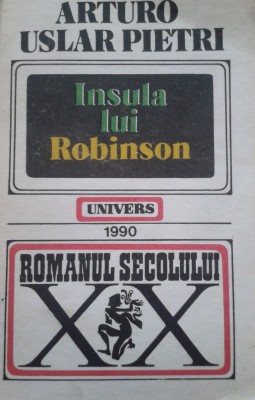 ARTURO
USLAR PIETRI
Insula
lui
Robinson
UNIVERS
1990
ROMANUL SECOLULUI
XX